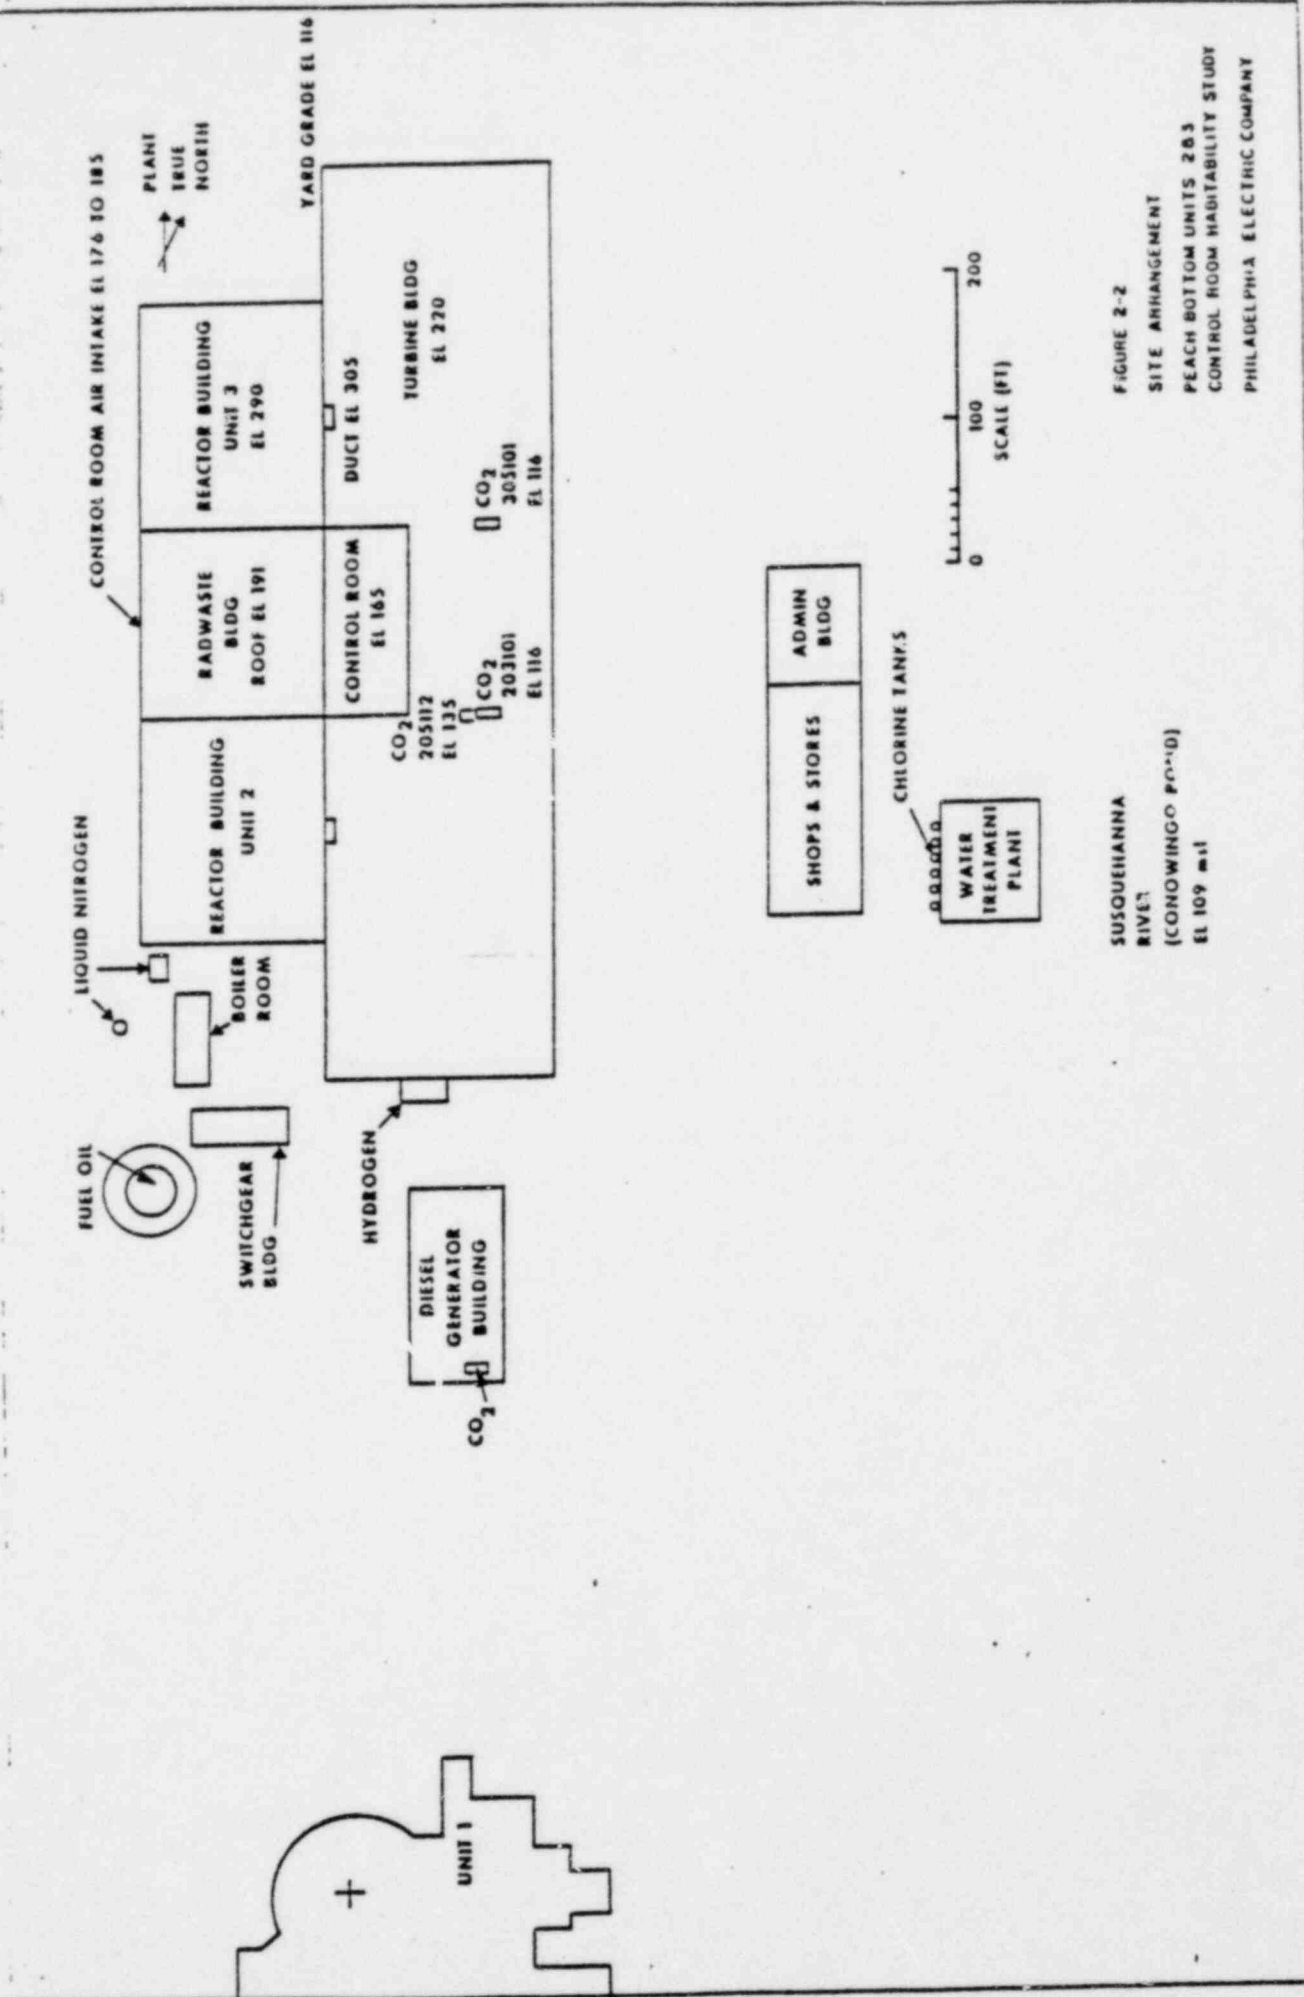 CONTROL ROOM AIR INTAKE EL 176 TO 185
PLANT
TRUE
NORTH
YARD GRADE EL 116
LIQUID NITROGEN
REACTOR BUILDING
UNIT 2
RADWASTE
BLDG
ROOF EL 191
REACTOR BUILDING
UNIT 3
EL 290
FUEL OIL
BOILER
ROOM
SWITCHGEAR
BLDG
CONTROL ROOM
EL 165
DUCT EL 305
TURBINE BLDG
EL 220
HYDROGEN
CO2
205112
EL 135
CO2
203101
EL 116
CO2
305101
EL 116
DIESEL
GENERATOR
BUILDING
CO2
UNIT 1
SHOPS & STORES
ADMIN
BLDG
CHLORINE TANKS
WATER
TREATMENT
PLANT
0 100 200
SCALE (FT)
SUSQUEHANNA
RIVER
(CONOWINGO POND)
EL 109 msl
FIGURE 2-2
SITE ARRANGEMENT
PEACH BOTTOM UNITS 2&3
CONTROL ROOM HABITABILITY STUDY
PHILADELPHIA ELECTRIC COMPANY